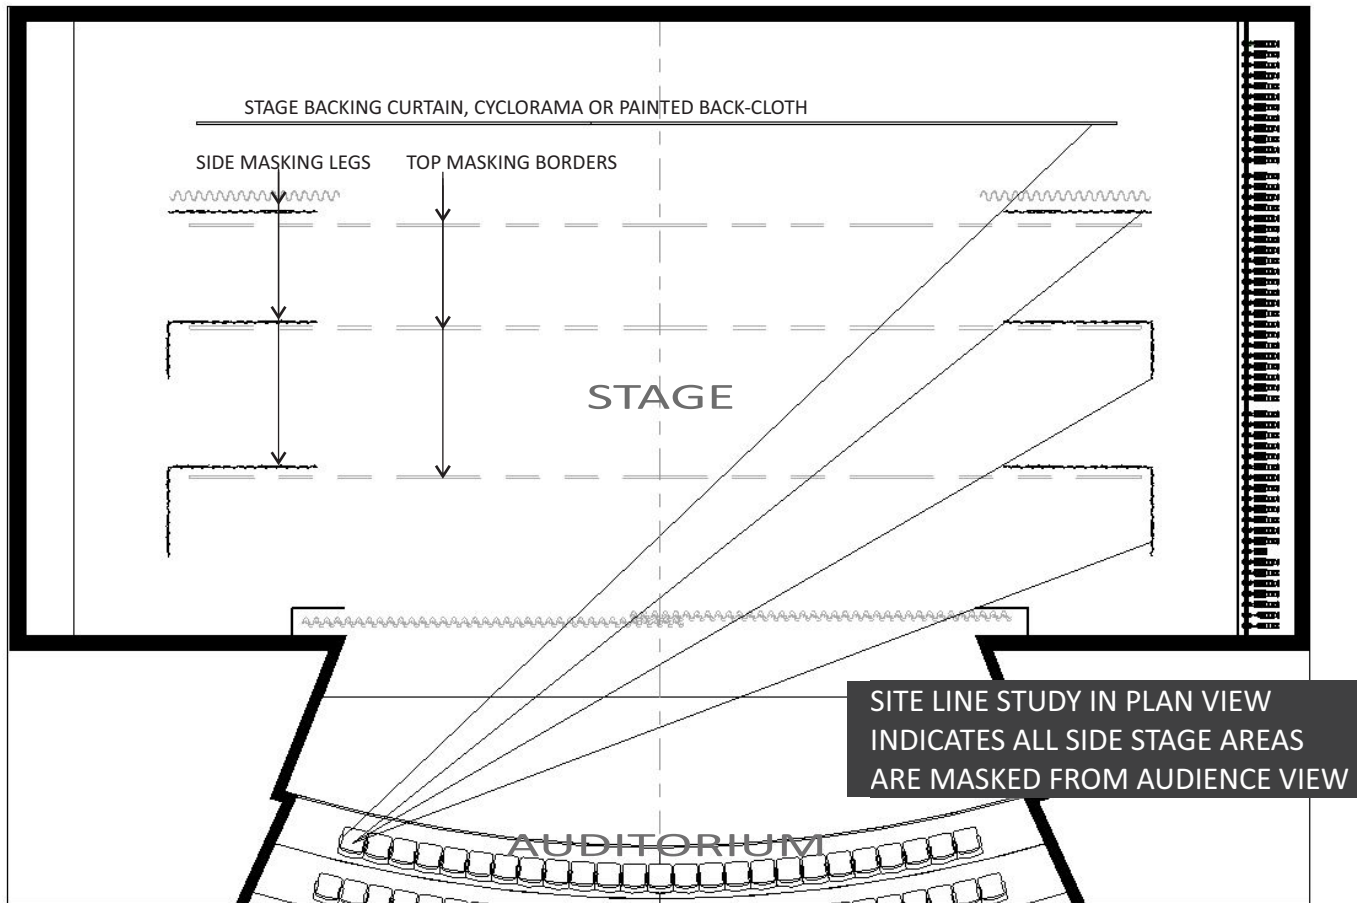 STAGE BACKING CURTAIN, CYCLORAMA OR PAINTED BACK-CLOTH
SIDE MASKING LEGS
TOP MASKING BORDERS
STAGE
SITE LINE STUDY IN PLAN VIEW
INDICATES ALL SIDE STAGE AREAS
ARE MASKED FROM AUDIENCE VIEW
AUDITORIUM